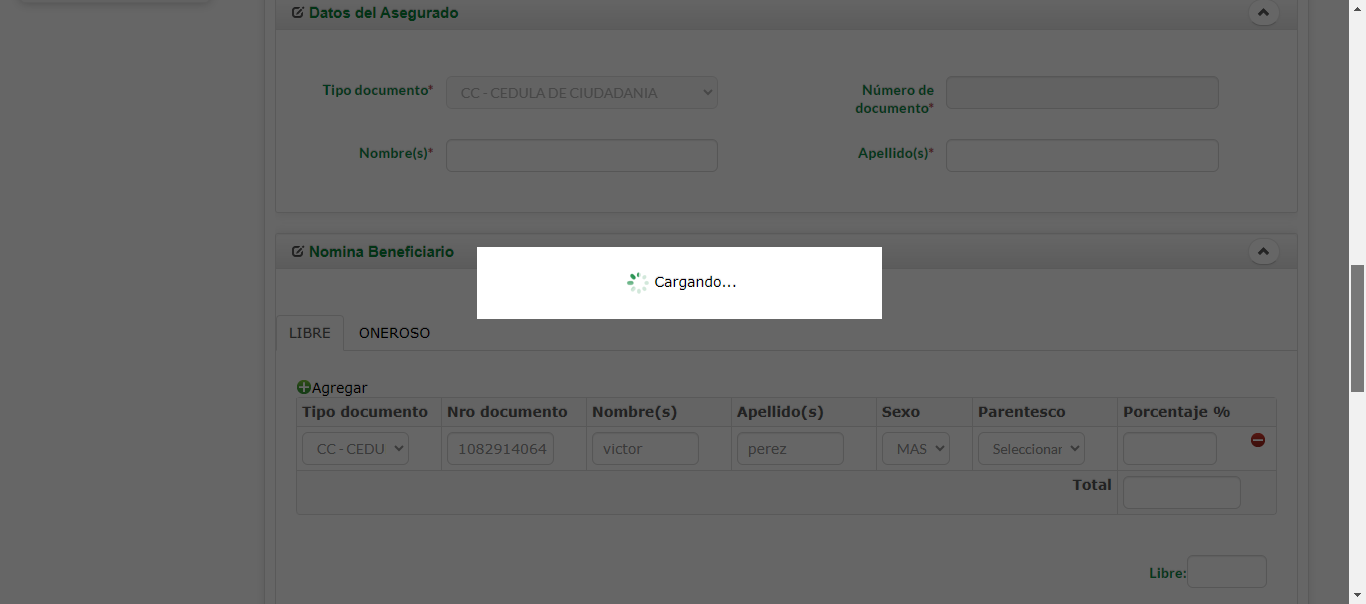 Datos del Asegurado
Tipo documento* CC - CEDULA DE CIUDADANIA Número de documento*
Nombre(s)* Apellido(s)*
Nomina Beneficiario
Cargando...
LIBRE ONEROSO
Agregar
Tipo documento Nro documento Nombre(s) Apellido(s) Sexo Parentesco Porcentaje %
CC - CEDU 1082914064 victor perez MAS Seleccionar
Total
Libre: